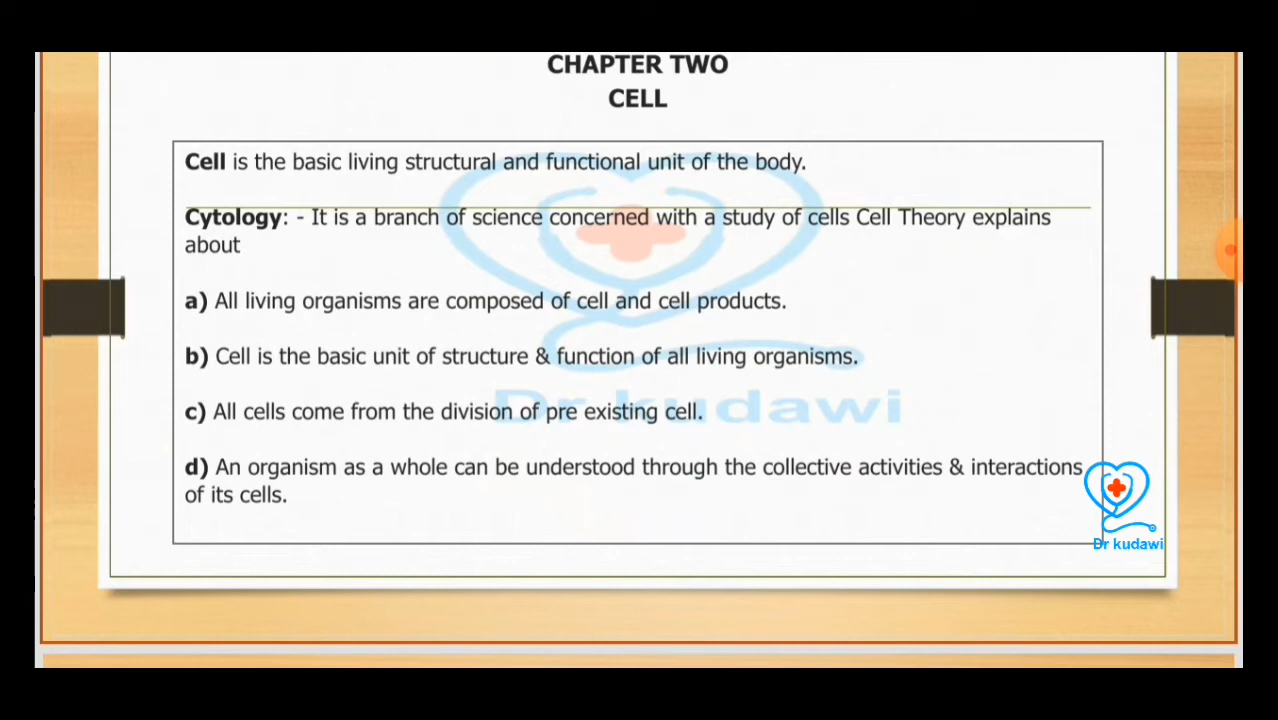 CHAPTER TWO
CELL
Cell is the basic living structural and functional unit of the body.
Cytology: - It is a branch of science concerned with a study of cells Cell Theory explains
about
a) All living organisms are composed of cell and cell products.
b) Cell is the basic unit of structure & function of all living organisms.
c) All cells come from the division of pre existing cell.
d) An organism as a whole can be understood through the collective activities & interactions
of its cells.
Dr kudawi
Dr kudawi